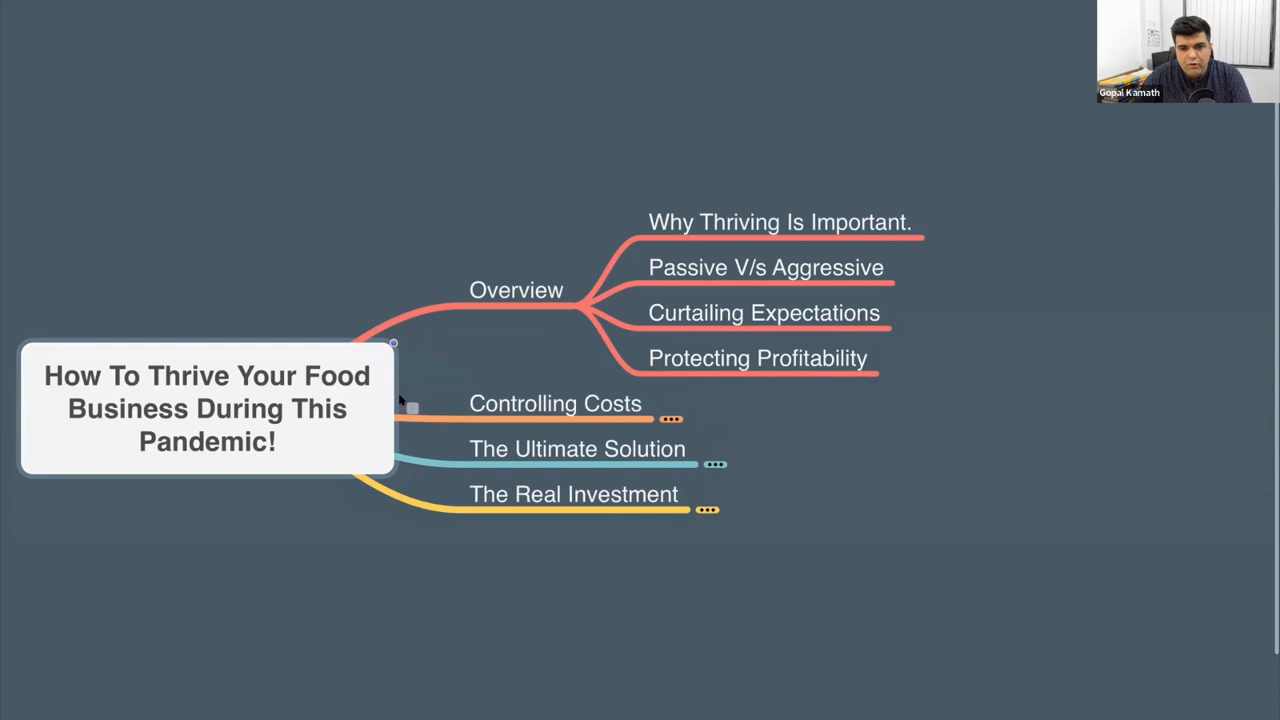 Gopal Kamath
Why Thriving Is Important.
Passive V/s Aggressive
Overview
Curtailing Expectations
Protecting Profitability
How To Thrive Your Food
Business During This
Pandemic!
Controlling Costs
The Ultimate Solution
The Real Investment